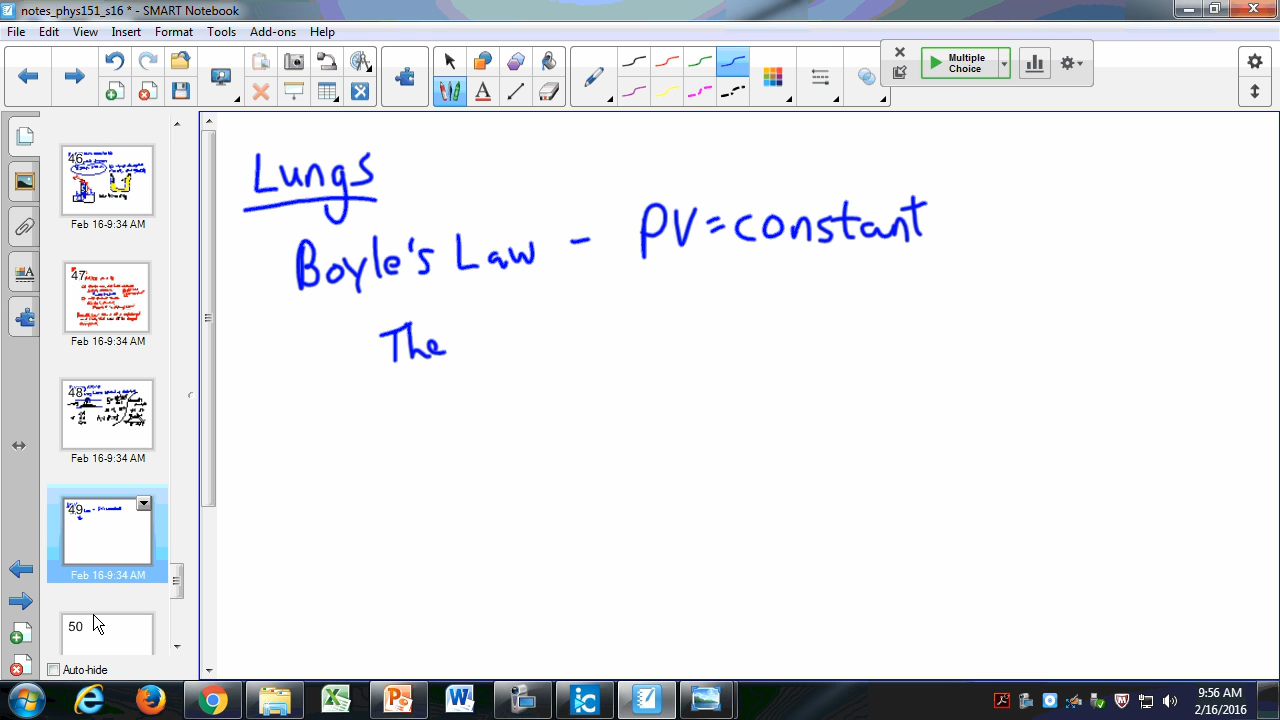 notes_phys151_s16 * - SMART Notebook
File Edit View Insert Format Tools Add-ons Help
Multiple
Choice
46
Feb 16-9:34 AM
47
Feb 16-9:34 AM
48
Feb 16-9:34 AM
49
Feb 16-9:34 AM
50
Auto-hide
Lungs
Boyle's Law - PV=constant
The
9:56 AM
2/16/2016